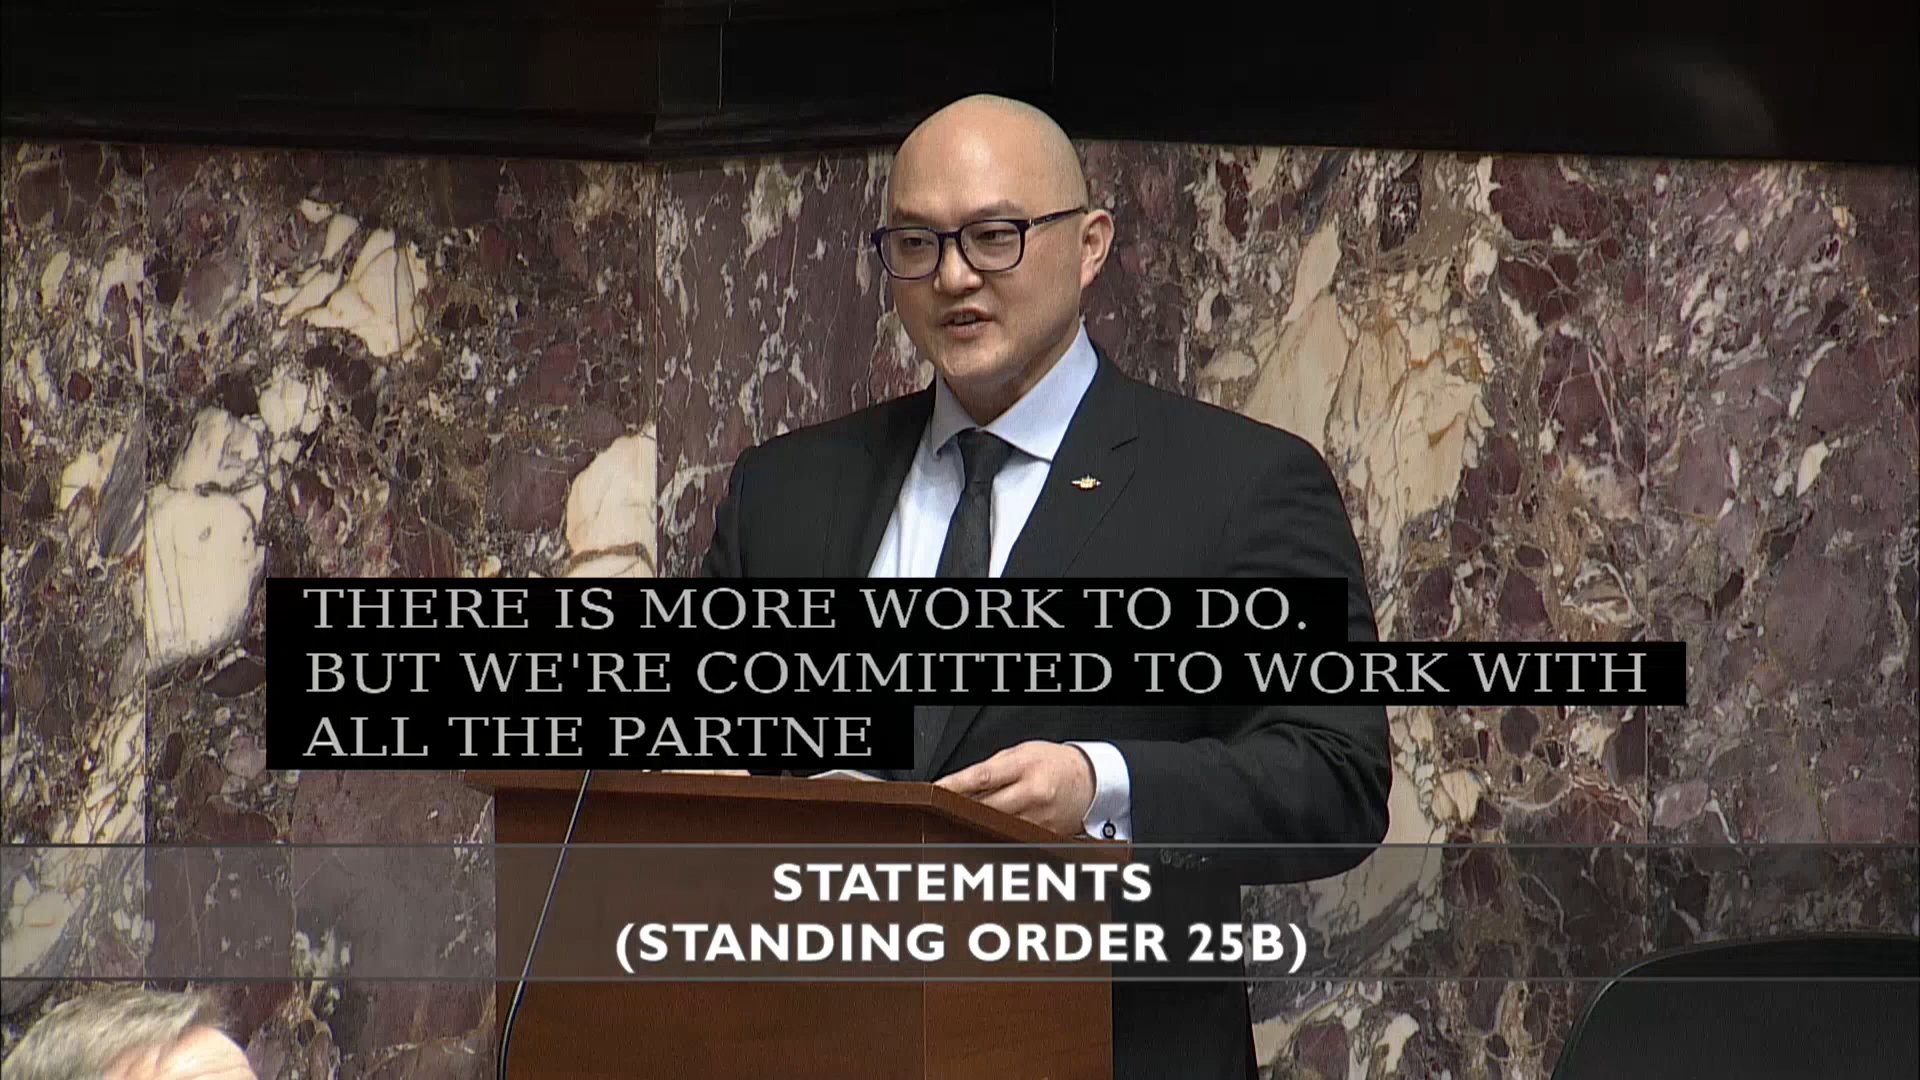 THERE IS MORE WORK TO DO.
BUT WE'RE COMMITTED TO WORK WITH
ALL THE PARTNE
STATEMENTS
(STANDING ORDER 25B)